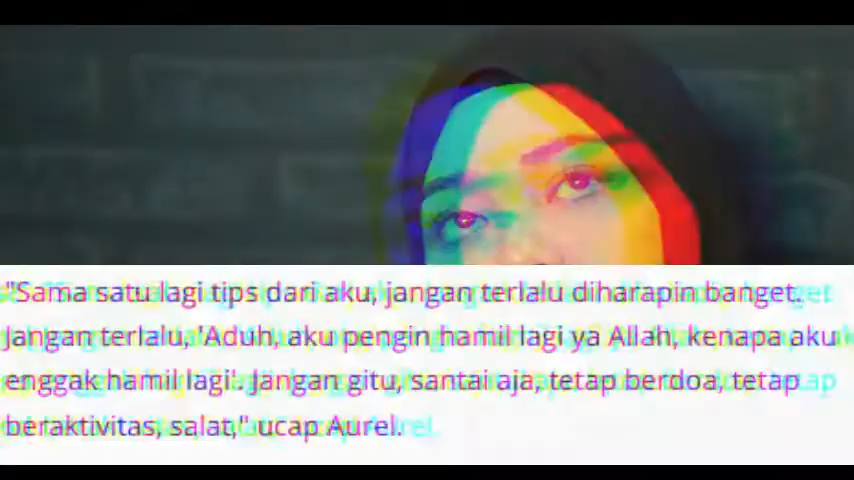 "Sama satu lagi tips dari aku, jangan terlalu diharapin banget.
Jangan terlalu, 'Aduh, aku pengin hamil lagi ya Allah, kenapa aku
enggak hamil lagi'. Jangan gitu, santai aja, tetap berdoa, tetap
beraktivitas, salat," ucap Aurel.